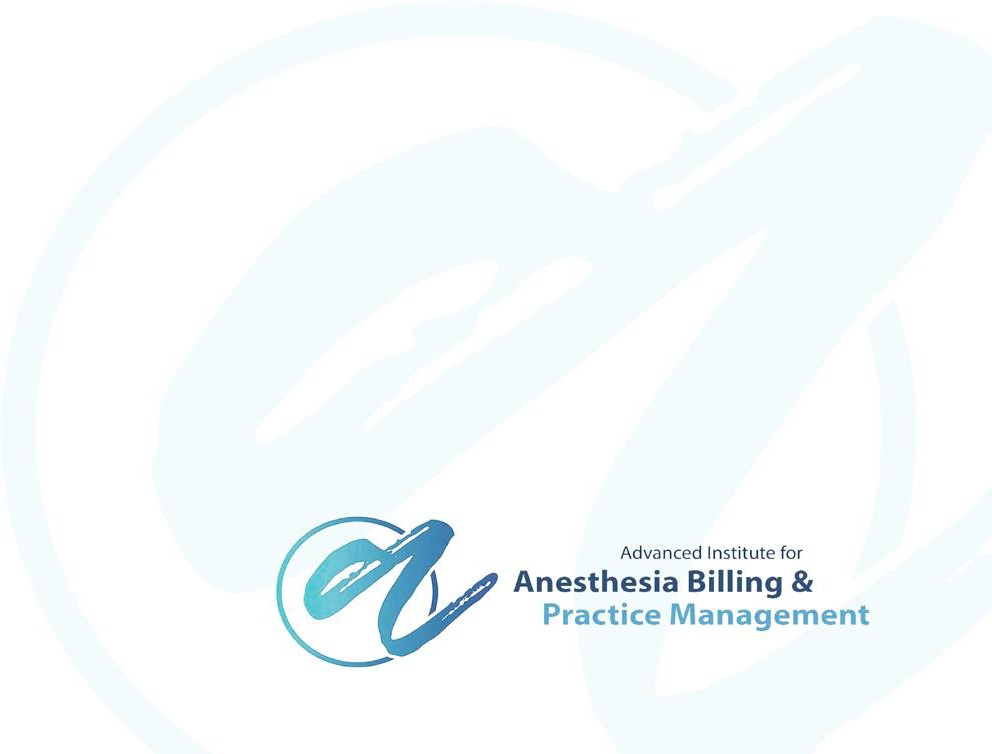 Advanced Institute for
Anesthesia Billing &
Practice Management